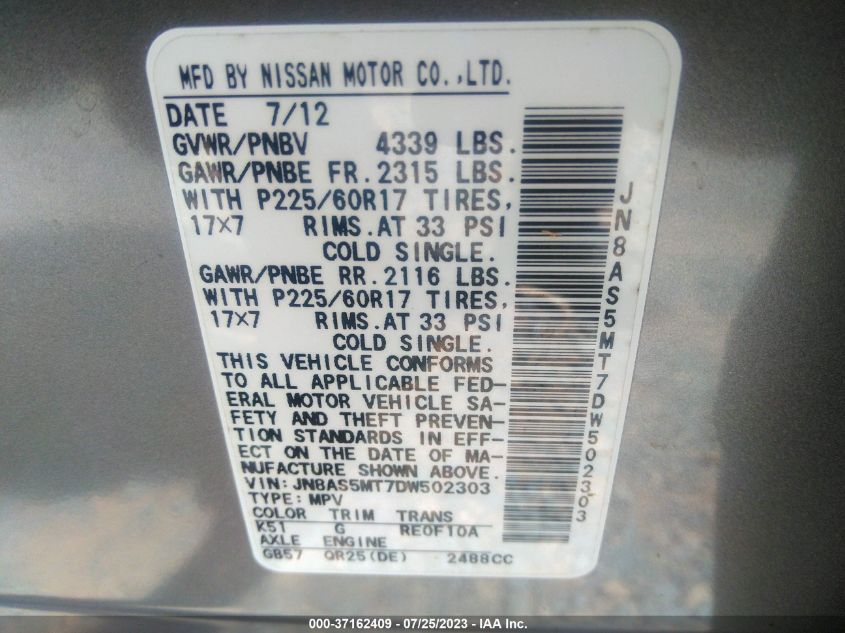 MFD BY NISSAN MOTOR CO.,LTD.
DATE 7/12
GVWR/PNBV 4339 LBS.
GAWR/PNBE FR.2315 LBS.
WITH P225/60R17 TIRES,
17×7 RIMS.AT 33 PSI
COLD SINGLE.
GAWR/PNBE RR.2116 LBS.
WITH P225/60R17 TIRES,
17×7 RIMS.AT 33 PSI
COLD SINGLE.
THIS VEHICLE CONFORMS
TO ALL APPLICABLE FED-
ERAL MOTOR VEHICLE SA-
FETY AND THEFT PREVEN-
TION STANDARDS IN EFF-
ECT ON THE DATE OF MA-
NUFACTURE SHOWN ABOVE.
VIN: JN8AS5MT7DW502303
TYPE: MPV
COLOR TRIM TRANS
K51 G RE0F10A
AXLE ENGINE
GB57 QR25(DE) 2488CC
JN8AS5MT7DW502303
000-37162409 - 07/25/2023 - IAA Inc.